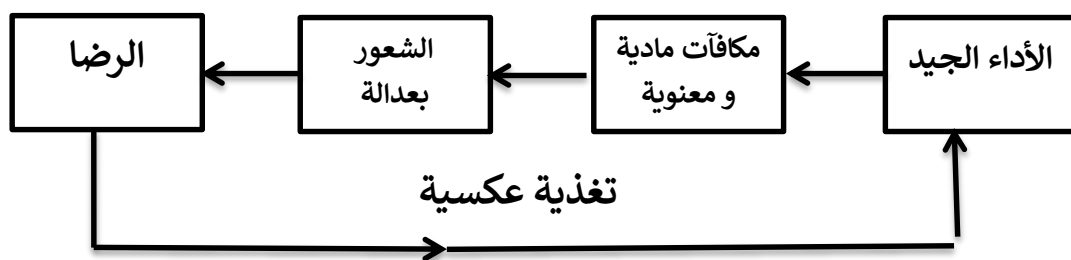 الأداء الجيد
مكافآت مادية
و معنوية
الشعور
بعدالة
الرضا
تغذية عكسية